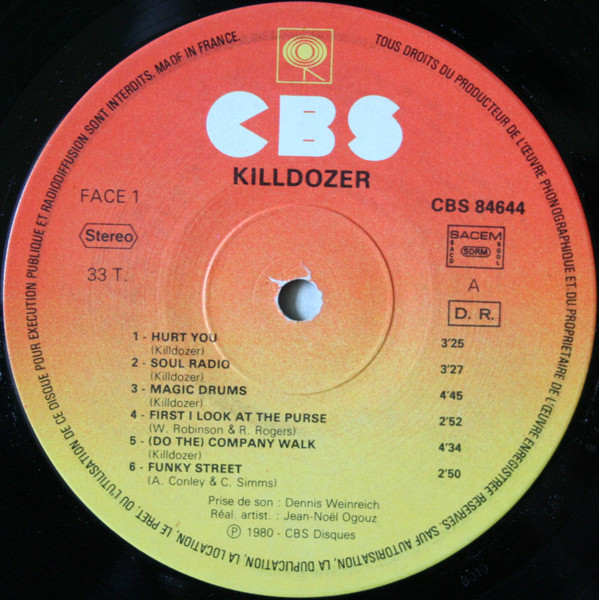 TOUS DROITS DU PRODUCTEUR DE L'ŒUVRE PHONOGRAPHIQUE ET DU PROPRIETAIRE DE L'ŒUVRE ENREGISTREE RESERVES. SAUF AUTORISATION, LA DUPLICATION, LA LOCATION, LE PRET OU L'UTILISATION DE CE DISQUE POUR EXECUTION PUBLIQUE ET RADIODIFFUSION SONT INTERDITS. MADE IN FRANCE.
CBS
KILLDOZER
FACE 1
CBS 84644
Stereo
SACEM
SACD
SDRM
SGDL
33 T.
A
D. R.
1 - HURT YOU 3'25
(Killdozer)
2 - SOUL RADIO 3'27
(Killdozer)
3 - MAGIC DRUMS 4'45
(Killdozer)
4 - FIRST I LOOK AT THE PURSE 2'52
(W. Robinson & R. Rogers)
5 - (DO THE) COMPANY WALK 4'34
(Killdozer)
6 - FUNKY STREET 2'50
(A. Conley & C. Simms)
Prise de son : Dennis Weinreich
Réal. artist. : Jean-Noël Ogouz
Ⓟ 1980 - CBS Disques